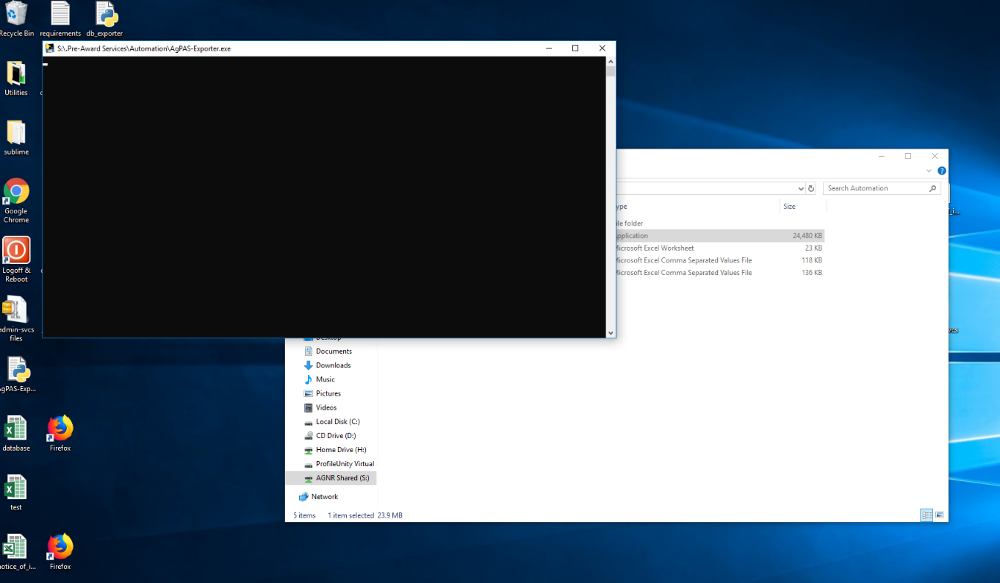 Recycle Bin
requirements
db_exporter
S:\.Pre-Award Services\Automation\AgPAS-Exporter.exe
Utilities
sublime
Google
Chrome
Logoff &
Reboot
admin-svcs
files
AgPAS-Exp...
database
Firefox
test
notice_of_i...
Firefox
Search Automation
ype
Size
ile folder
pplication 24,480 KB
Microsoft Excel Worksheet 23 KB
Microsoft Excel Comma Separated Values File 118 KB
Microsoft Excel Comma Separated Values File 136 KB
Desktop
Documents
Downloads
Music
Pictures
Videos
Local Disk (C:)
CD Drive (D:)
Home Drive (H:)
ProfileUnity Virtual
AGNR Shared (S:)
Network
5 items 1 item selected 23.9 MB
f_i...
vcs